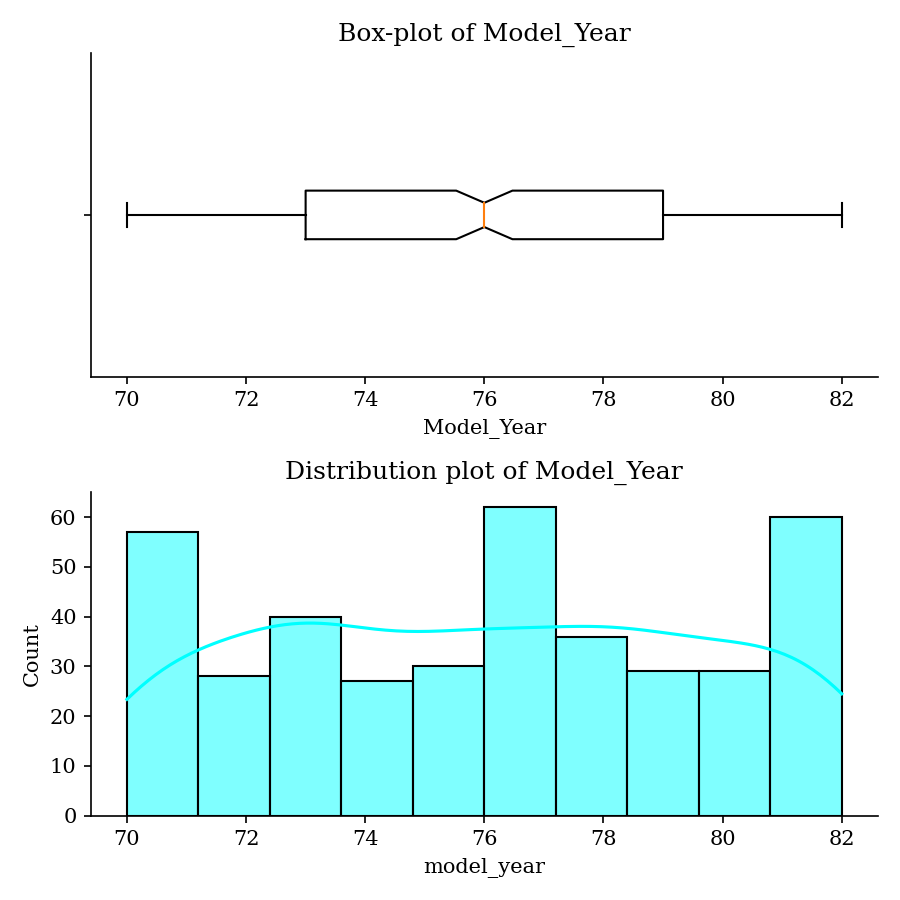 Box-plot of Model_Year
70 72 74 76 78 80 82
Model_Year
Distribution plot of Model_Year
60
50
40
30
20
10
0
Count
70 72 74 76 78 80 82
model_year